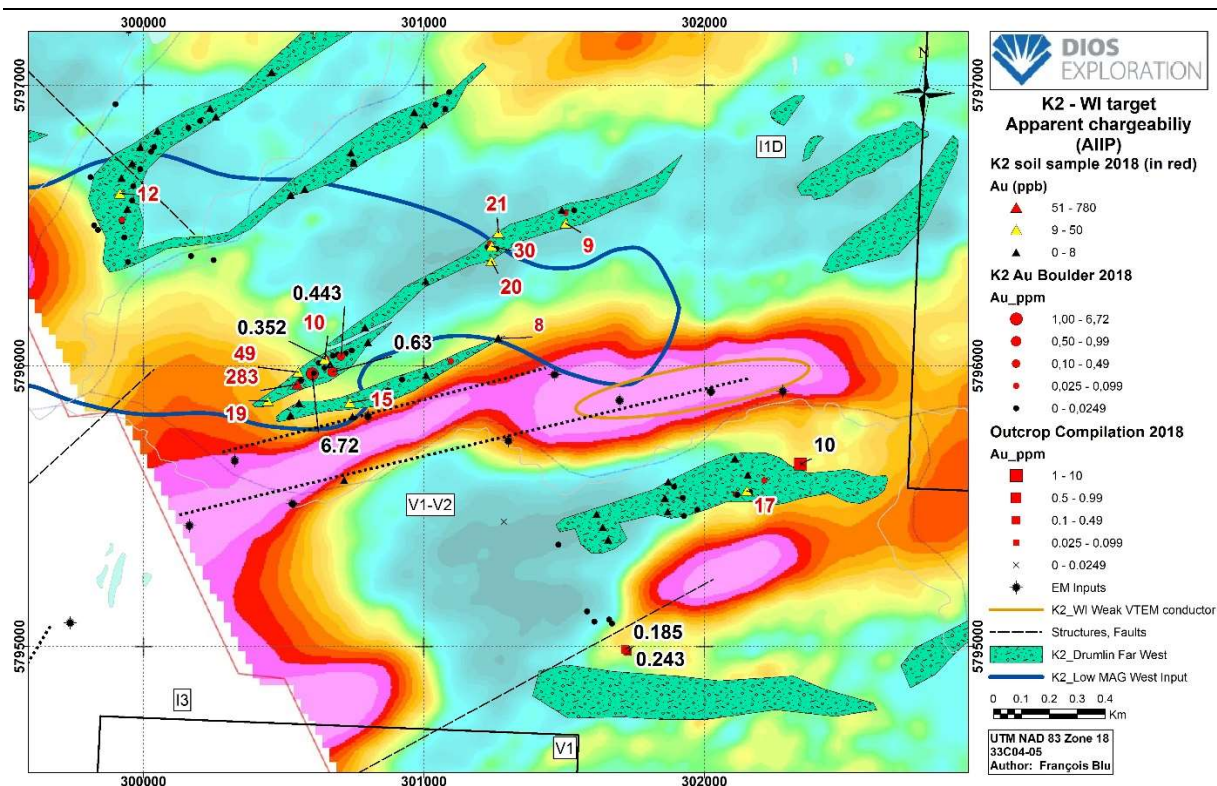 300000 301000 302000
5797000 5797000
5796000 5796000
5795000 5795000
300000 301000 302000
N
I1D
12
21
30
9
20
0.443
0.352
10
0.63
8
49
283
19
15
6.72
10
V1-V2
17
0.185
0.243
I3
V1
DIOS
EXPLORATION
K2 - WI target
Apparent chargeabiliy
(AIIP)
K2 soil sample 2018 (in red)
Au (ppb)
51 - 780
9 - 50
0 - 8
K2 Au Boulder 2018
Au_ppm
1,00 - 6,72
0,50 - 0,99
0,10 - 0,49
0.025 - 0,099
0 - 0,0249
Outcrop Compilation 2018
Au_ppm
1 - 10
0.5 - 0.99
0.1 - 0.49
0.025 - 0.099
0 - 0.0249
EM Inputs
K2_WI Weak VTEM conductor
Structures, Faults
K2_Drumlin Far West
K2_Low MAG West Input
0 0.1 0.2 0.4
Km
UTM NAD 83 Zone 18
33C04-05
Author: François Blu